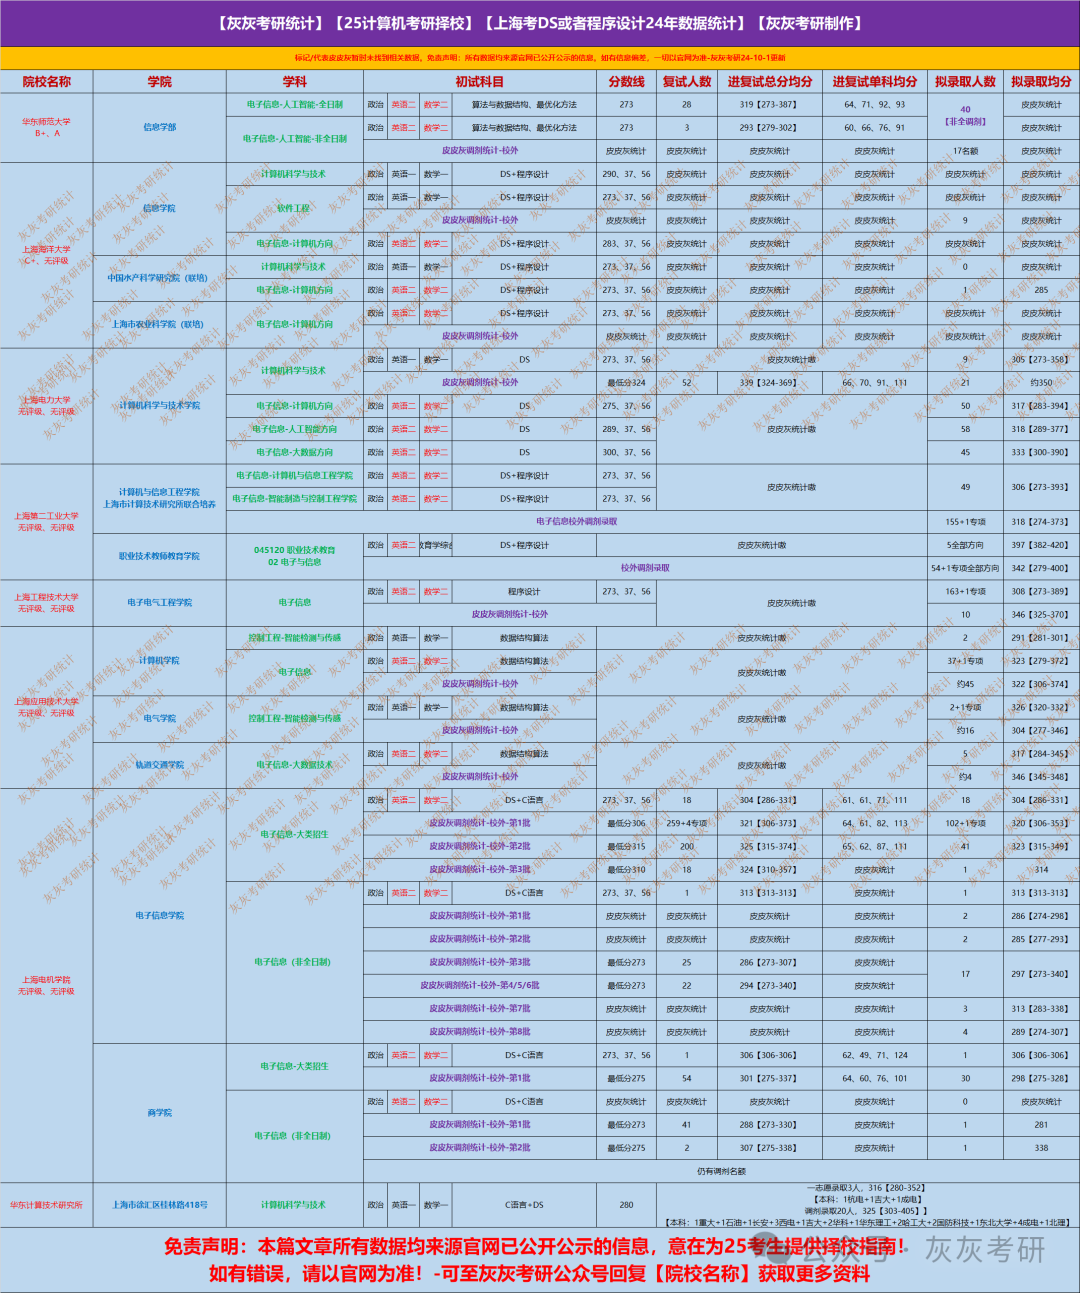 【灰灰考研统计】【25计算机考研择校】【上海考DS或者程序设计24年数据统计】【灰灰考研制作】
标记/代表皮皮灰暂时未找到相关数据，免责声明：所有数据均来源官网已公开公示的信息，如有信息偏差，一切以官网为准-灰灰考研24-10-1更新
院校名称 学院 学科 初试科目 分数线 复试人数 进复试总分均分 进复试单科均分 拟录取人数 拟录取均分
华东师范大学
B+、A
信息学部
电子信息-人工智能-全日制 政治 英语二 数学二 算法与数据结构、最优化方法 273 28 319【273-387】 64、71、92、93 40
【非全调剂】 皮皮灰统计
电子信息-人工智能-非全日制 政治 英语二 数学二 算法与数据结构、最优化方法 273 3 293【279-302】 60、66、76、91 皮皮灰统计
皮皮灰调剂统计-校外 皮皮灰统计 皮皮灰统计 皮皮灰统计 皮皮灰统计 17名额 皮皮灰统计
上海海洋大学
C+、无评级
信息学院
计算机科学与技术 政治 英语一 数学一 DS+程序设计 290、37、56 皮皮灰统计 皮皮灰统计 皮皮灰统计 皮皮灰统计 皮皮灰统计
软件工程 政治 英语一 数学一 DS+程序设计 273、37、56 皮皮灰统计 皮皮灰统计 皮皮灰统计 皮皮灰统计 皮皮灰统计
皮皮灰调剂统计-校外 皮皮灰统计 皮皮灰统计 皮皮灰统计 皮皮灰统计 9 皮皮灰统计
电子信息-计算机方向 政治 英语二 数学二 DS+程序设计 283、37、56 皮皮灰统计 皮皮灰统计 皮皮灰统计 皮皮灰统计 皮皮灰统计
中国水产科学研究院（联培）
计算机科学与技术 政治 英语一 数学一 DS+程序设计 273、37、56 皮皮灰统计 皮皮灰统计 皮皮灰统计 0 皮皮灰统计
电子信息-计算机方向 政治 英语二 数学二 DS+程序设计 273、37、56 皮皮灰统计 皮皮灰统计 皮皮灰统计 1 285
上海市农业科学院（联培）
电子信息-计算机方向 政治 英语二 数学二 DS+程序设计 273、37、56 皮皮灰统计 皮皮灰统计 皮皮灰统计 皮皮灰统计 皮皮灰统计
皮皮灰调剂统计-校外 皮皮灰统计 皮皮灰统计 皮皮灰统计 皮皮灰统计 皮皮灰统计 皮皮灰统计
上海电力大学
无评级、无评级
计算机科学与技术学院
计算机科学与技术 政治 英语一 数学一 DS 273、37、56 皮皮灰统计嗷 9 305【273-358】
皮皮灰调剂统计-校外 最低分324 52 339【324-369】 66、70、91、111 21 约350
电子信息-计算机方向 政治 英语二 数学二 DS 275、37、56 50 317【283-394】
电子信息-人工智能方向 政治 英语二 数学二 DS 289、37、56 皮皮灰统计嗷 58 318【289-377】
电子信息-大数据方向 政治 英语二 数学二 DS 300、37、56 45 333【300-390】
上海第二工业大学
无评级、无评级
计算机与信息工程学院
上海市计算技术研究所联合培养
电子信息-计算机与信息工程学院 政治 英语二 数学二 DS+程序设计 273、37、56 皮皮灰统计嗷 49 306【273-393】
电子信息-智能制造与控制工程学院 政治 英语二 数学二 DS+程序设计 273、37、56
电子信息校外调剂录取 155+1专项 318【274-373】
职业技术教师教育学院
045120 职业技术教育
02 电子与信息
政治 英语二 教育学综合 DS+程序设计 皮皮灰统计嗷 5全部方向 397【382-420】
校外调剂录取 54+1专项全部方向 342【279-400】
上海工程技术大学
无评级、无评级
电子电气工程学院
电子信息 政治 英语二 数学二 程序设计 273、37、56 皮皮灰统计嗷 163+1专项 308【273-389】
皮皮灰调剂统计-校外 10 346【325-370】
上海应用技术大学
无评级、无评级
计算机学院
控制工程-智能检测与传感 政治 英语一 数学一 数据结构算法 皮皮灰统计嗷 2 291【281-301】
电子信息 政治 英语二 数学二 数据结构算法 皮皮灰统计嗷 37+1专项 323【279-372】
皮皮灰调剂统计-校外 约45 322【306-374】
电气学院
控制工程-智能检测与传感 政治 英语一 数学一 数据结构算法 皮皮灰统计嗷 2+1专项 326【320-332】
皮皮灰调剂统计-校外 约16 304【277-346】
轨道交通学院
电子信息-大数据技术 政治 英语二 数学二 数据结构算法 皮皮灰统计嗷 5 317【284-345】
皮皮灰调剂统计-校外 约4 346【345-348】
上海电机学院
无评级、无评级
电子信息学院
电子信息-大类招生 政治 英语二 数学二 DS+C语言 273、37、56 18 304【286-331】 61、61、71、111 18 304【286-331】
皮皮灰调剂统计-校外-第1批 最低分306 259+4专项 321【306-373】 64、61、82、113 102+1专项 320【306-353】
皮皮灰调剂统计-校外-第2批 最低分315 200 325【315-374】 65、62、87、111 41 323【315-349】
皮皮灰调剂统计-校外-第3批 最低分310 18 324【310-357】 皮皮灰统计 1 314
电子信息（非全日制） 政治 英语二 数学二 DS+C语言 273、37、56 1 313【313-313】 皮皮灰统计 1 313【313-313】
皮皮灰调剂统计-校外-第1批 皮皮灰统计 皮皮灰统计 皮皮灰统计 皮皮灰统计 2 286【274-298】
皮皮灰调剂统计-校外-第2批 皮皮灰统计 皮皮灰统计 皮皮灰统计 皮皮灰统计 2 285【277-293】
皮皮灰调剂统计-校外-第3批 最低分273 25 286【273-307】 皮皮灰统计 17 297【273-340】
皮皮灰调剂统计-校外-第4/5/6批 最低分273 22 294【273-340】 皮皮灰统计
皮皮灰调剂统计-校外-第7批 皮皮灰统计 皮皮灰统计 皮皮灰统计 皮皮灰统计 3 313【283-338】
皮皮灰调剂统计-校外-第8批 皮皮灰统计 皮皮灰统计 皮皮灰统计 皮皮灰统计 4 289【274-307】
商学院
电子信息-大类招生 政治 英语二 数学二 DS+C语言 273、37、56 1 306【306-306】 62、49、71、124 1 306【306-306】
皮皮灰调剂统计-校外-第1批 最低分275 54 301【275-337】 64、60、76、101 30 298【275-328】
电子信息（非全日制） 政治 英语二 数学二 DS+C语言 皮皮灰统计 皮皮灰统计 皮皮灰统计 皮皮灰统计 0 皮皮灰统计
皮皮灰调剂统计-校外-第1批 最低分273 41 288【273-330】 皮皮灰统计 1 281
皮皮灰调剂统计-校外-第2批 最低分275 2 307【275-338】 皮皮灰统计 1 338
仍有调剂名额
华东计算技术研究所 上海市徐汇区桂林路418号 计算机科学与技术 政治 英语一 数学一 C语言+DS 280
一志愿录取3人，316【280-352】
【本科：1杭电+1吉大+1成电】
调剂录取20人，325【303-405】】
【本科：1重大+1石油+1长安+3西电+1吉大+2华科+1华东理工+2哈工大+2国防科技+1东北大学+4成电+1北理】
免责声明：本篇文章所有数据均来源官网已公开公示的信息，意在为25考生提供择校指南！
如有错误，请以官网为准！-可至灰灰考研公众号回复【院校名称】获取更多资料
公众号 · 灰灰考研